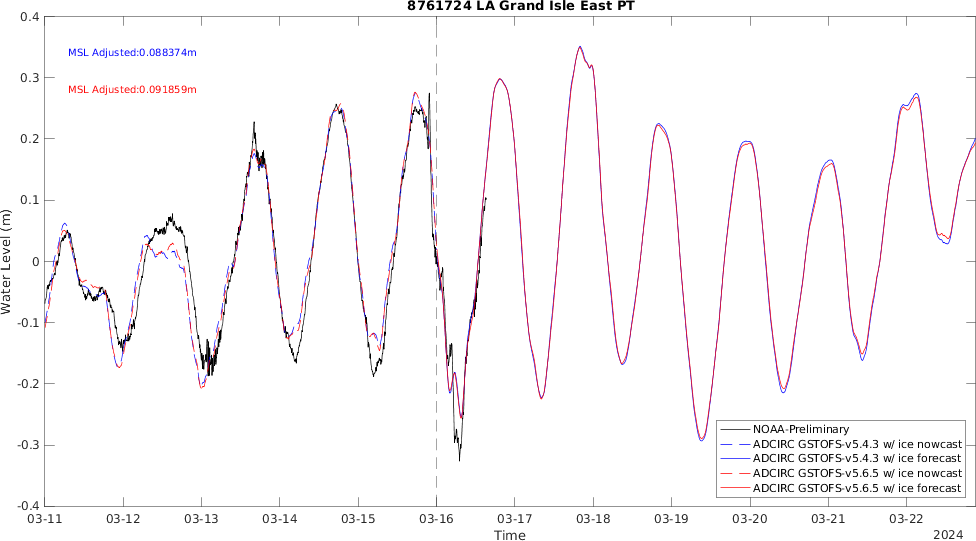 8761724 LA Grand Isle East PT
MSL Adjusted:0.088374m
MSL Adjusted:0.091859m
Water Level (m)
0.4
0.3
0.2
0.1
0
-0.1
-0.2
-0.3
-0.4
NOAA-Preliminary
ADCIRC GSTOFS-v5.4.3 w/ ice nowcast
ADCIRC GSTOFS-v5.4.3 w/ ice forecast
ADCIRC GSTOFS-v5.6.5 w/ ice nowcast
ADCIRC GSTOFS-v5.6.5 w/ ice forecast
03-11 03-12 03-13 03-14 03-15 03-16 03-17 03-18 03-19 03-20 03-21 03-22
Time
2024